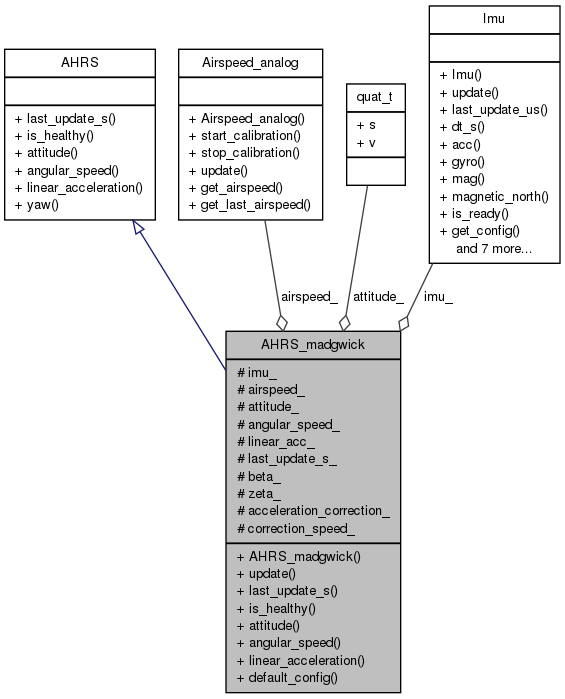 AHRS
+ last_update_s()
+ is_healthy()
+ attitude()
+ angular_speed()
+ linear_acceleration()
+ yaw()
Airspeed_analog
+ Airspeed_analog()
+ start_calibration()
+ stop_calibration()
+ update()
+ get_airspeed()
+ get_last_airspeed()
quat_t
+ s
+ v
Imu
+ Imu()
+ update()
+ last_update_us()
+ dt_s()
+ acc()
+ gyro()
+ mag()
+ magnetic_north()
+ is_ready()
+ get_config()
and 7 more...
airspeed_
attitude_
imu_
AHRS_madgwick
# imu_
# airspeed_
# attitude_
# angular_speed_
# linear_acc_
# last_update_s_
# beta_
# zeta_
# acceleration_correction_
# correction_speed_
+ AHRS_madgwick()
+ update()
+ last_update_s()
+ is_healthy()
+ attitude()
+ angular_speed()
+ linear_acceleration()
+ default_config()